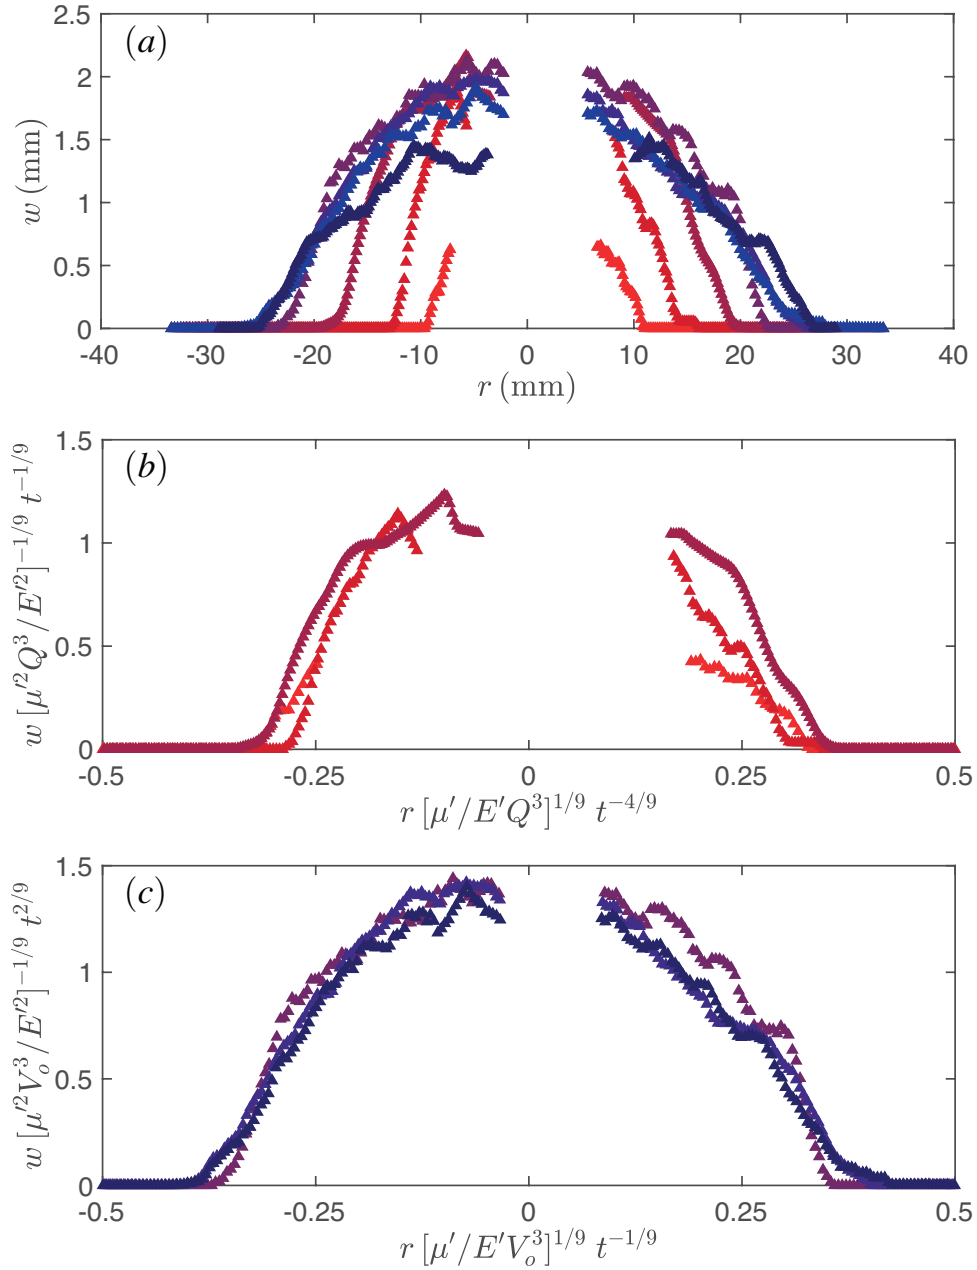 (a)
2.5
2
1.5
1
0.5
0
w (mm)
-40 -30 -20 -10 0 10 20 30 40
r (mm)
(b)
1.5
1
0.5
0
w [μ′²Q³/E′²]⁻¹/⁹ t⁻¹/⁹
-0.5 -0.25 0 0.25 0.5
r [μ′/E′Q³]¹/⁹ t⁻⁴/⁹
(c)
1.5
1
0.5
0
w [μ′²Vₒ³/E′²]⁻¹/⁹ t²/⁹
-0.5 -0.25 0 0.25 0.5
r [μ′/E′Vₒ³]¹/⁹ t⁻¹/⁹